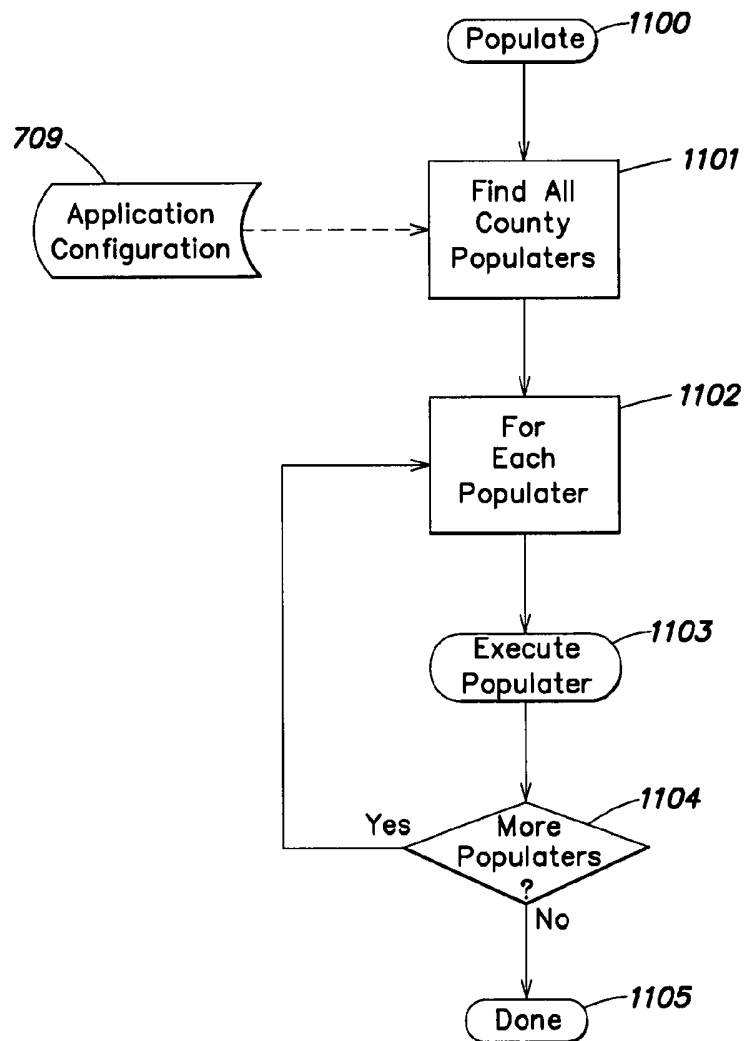 Populate
1100
709
Application
Configuration
1101
Find All
County
Populaters
1102
For
Each
Populater
1103
Execute
Populater
1104
Yes
More
Populaters
?
No
1105
Done